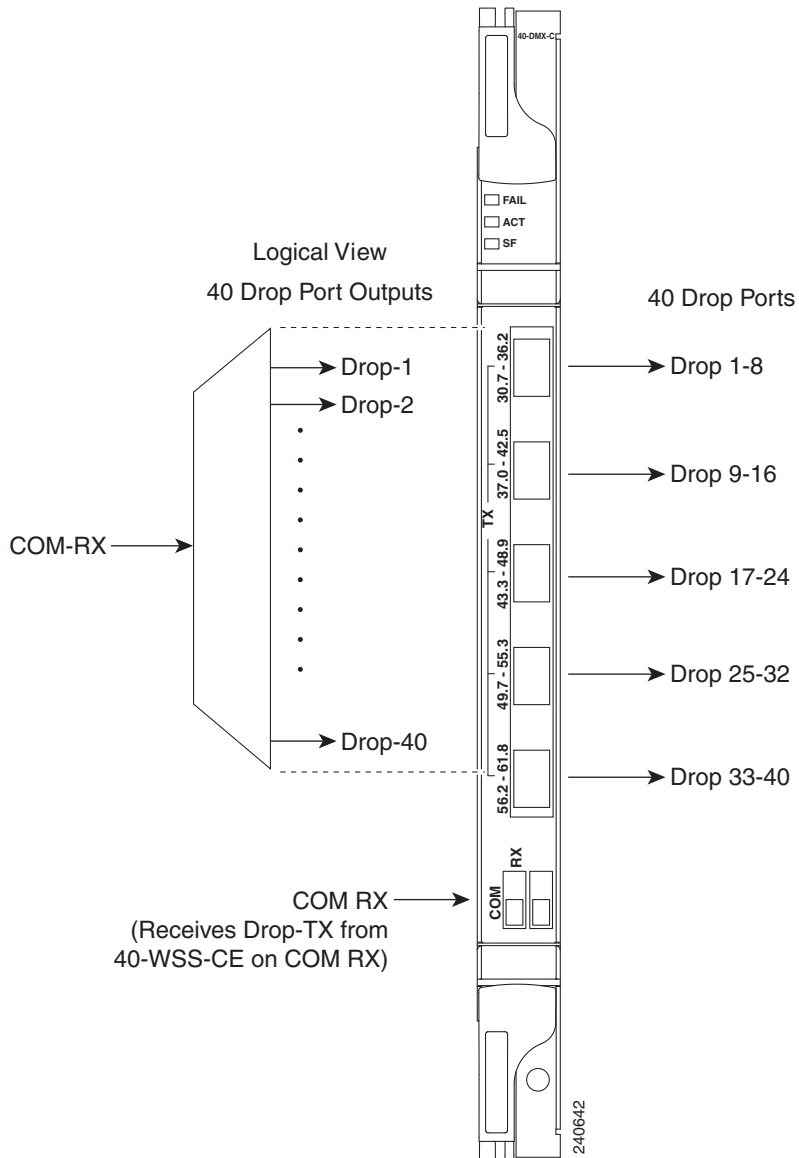 40-DMX-C
FAIL
ACT
SF
Logical View
40 Drop Port Outputs
40 Drop Ports
Drop-1
Drop-2
Drop-40
COM-RX
30.7 - 36.2
37.0 - 42.5
43.3 - 48.9
49.7 - 55.3
56.2 - 61.8
TX
Drop 1-8
Drop 9-16
Drop 17-24
Drop 25-32
Drop 33-40
RX
COM
COM RX
(Receives Drop-TX from
40-WSS-CE on COM RX)
240642